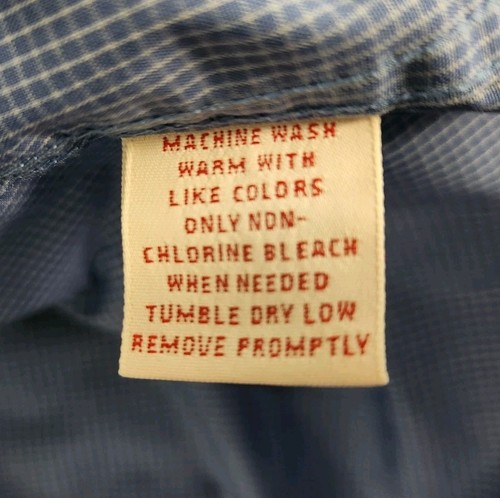 MACHINE WASH
WARM WITH
LIKE COLORS
ONLY NON-
CHLORINE BLEACH
WHEN NEEDED
TUMBLE DRY LOW
REMOVE PROMPTLY